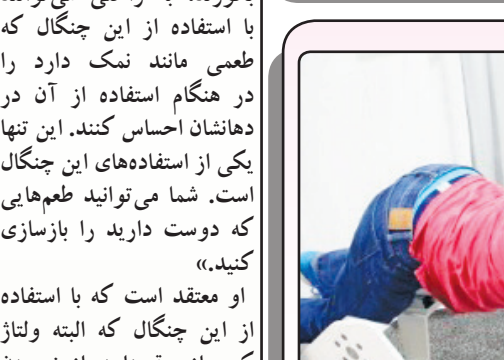 با استفاده از این چنگال که
طعمی مانند نمک دارد را
در هنگام استفاده از آن در
دهانشان احساس کنند. این تنها
یکی از استفاده‌های این چنگال
است. شما می‌توانید طعم‌هایی
که دوست دارید را بازسازی
کنید.»
او معتقد است که با استفاده
از این چنگال که البته ولتاژ